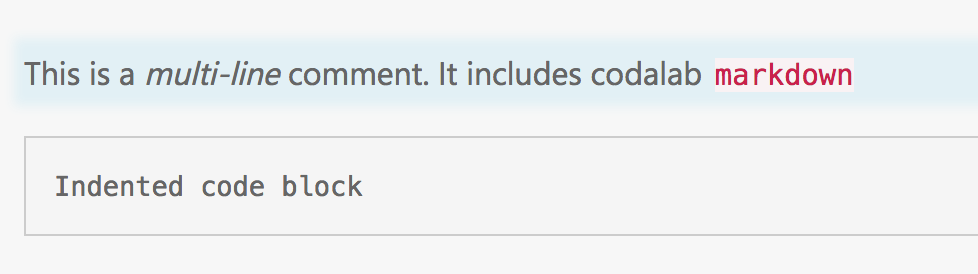 This is a multi-line comment. It includes codalab markdown
Indented code block